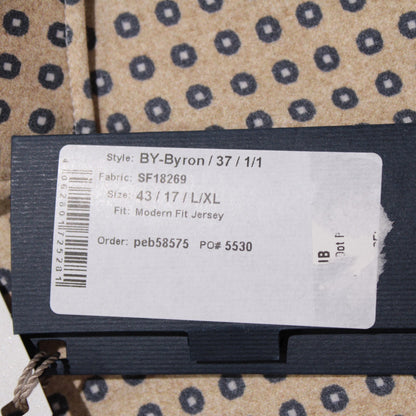 Style: BY-Byron / 37 / 1/1
Fabric: SF18269
Size: 43 / 17 / L/XL
Fit: Modern Fit Jersey
Order: peb58575 PO# 5530
IB